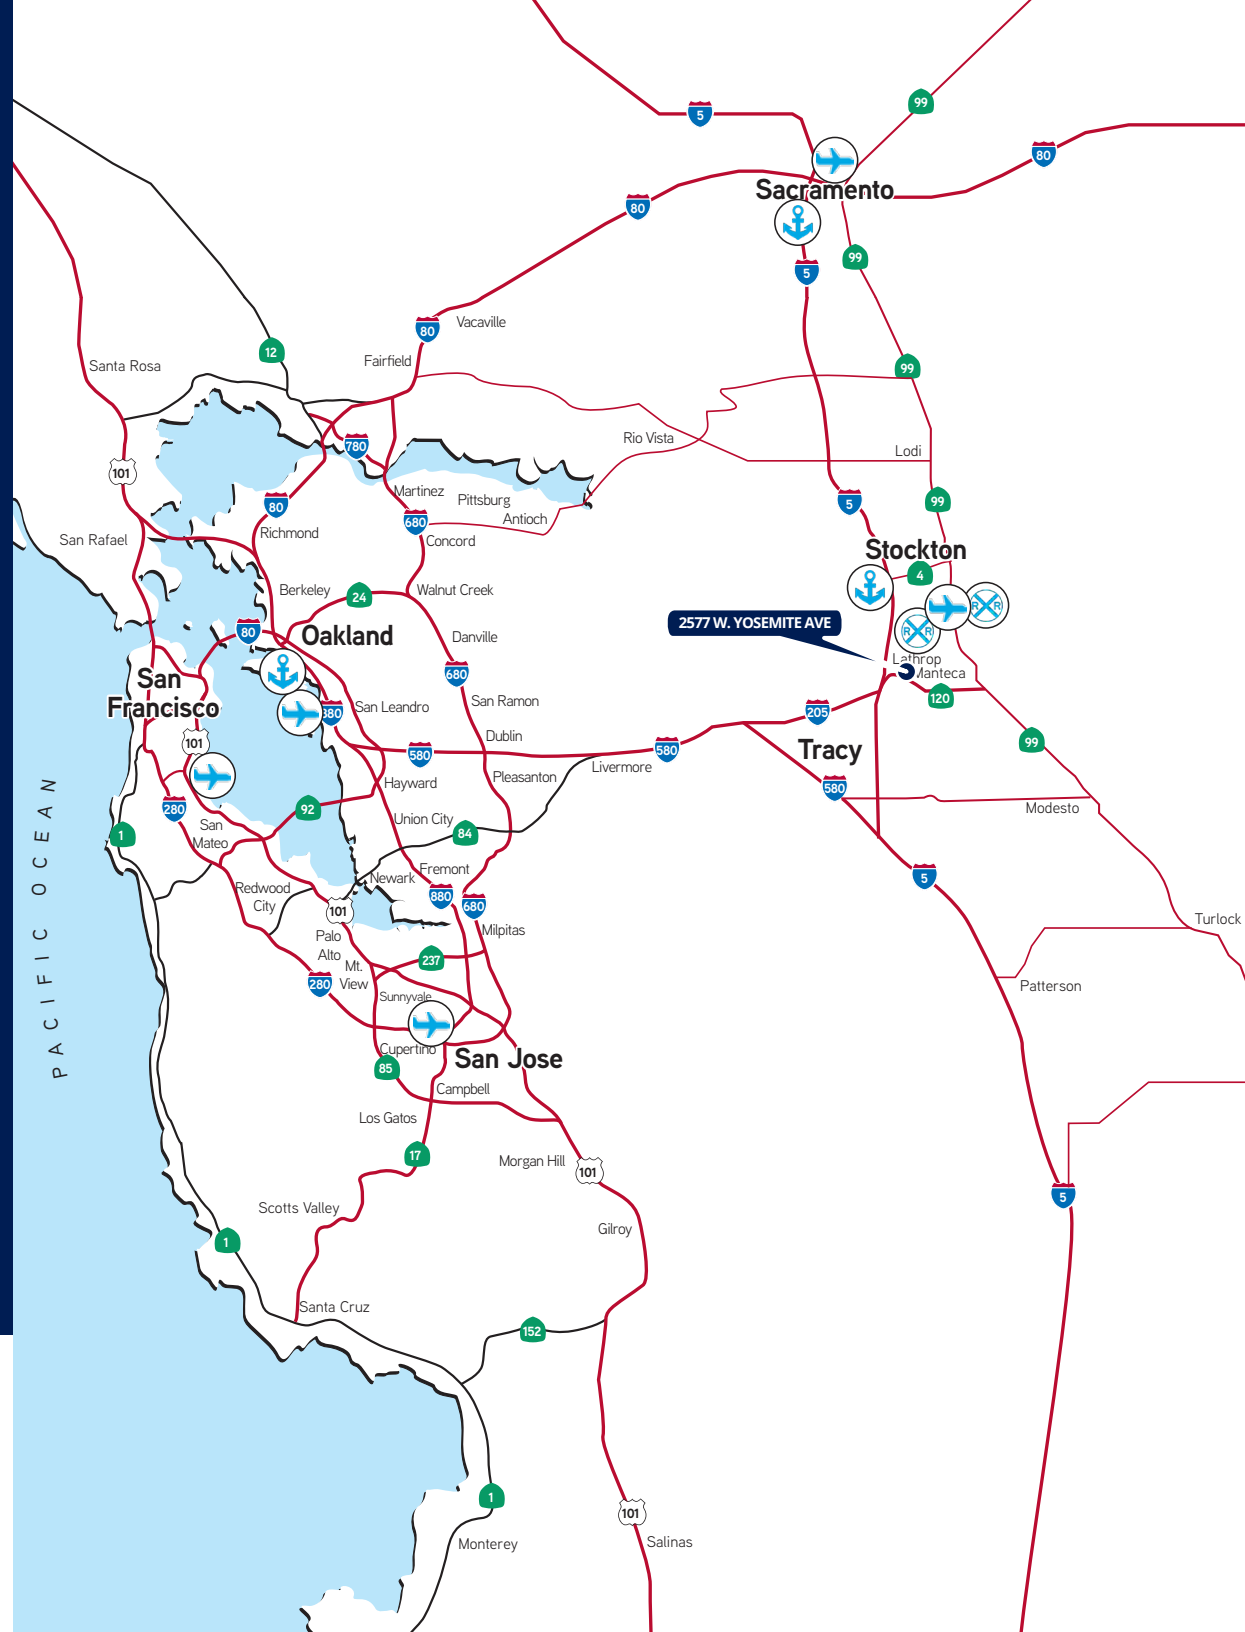 99
5
80
Sacramento
80
99
5
Vacaville
80
12
Fairfield
Santa Rosa
99
Rio Vista
780
Lodi
101
Martinez
Pittsburg
99
5
80
Antioch
680
Richmond
Concord
San Rafael
Stockton
4
Berkeley
24
Walnut Creek
R R
2577 W. YOSEMITE AVE
80
Oakland
Danville
R R
Lathrop
Manteca
680
San
Francisco
San Ramon
120
San Leandro
880
205
Dublin
99
101
580
580
Tracy
Livermore
Pleasanton
Hayward
580
280
92
Modesto
Union City
San
Mateo
1
84
PACIFIC OCEAN
Fremont
Newark
5
Redwood
City
880
680
101
Turlock
Milpitas
Palo
Alto
237
Mt.
View
280
Patterson
Sunnyvale
Cupertino
San Jose
85
Campbell
Los Gatos
17
Morgan Hill
101
5
Scotts Valley
Gilroy
1
Santa Cruz
152
1
101
Monterey
Salinas